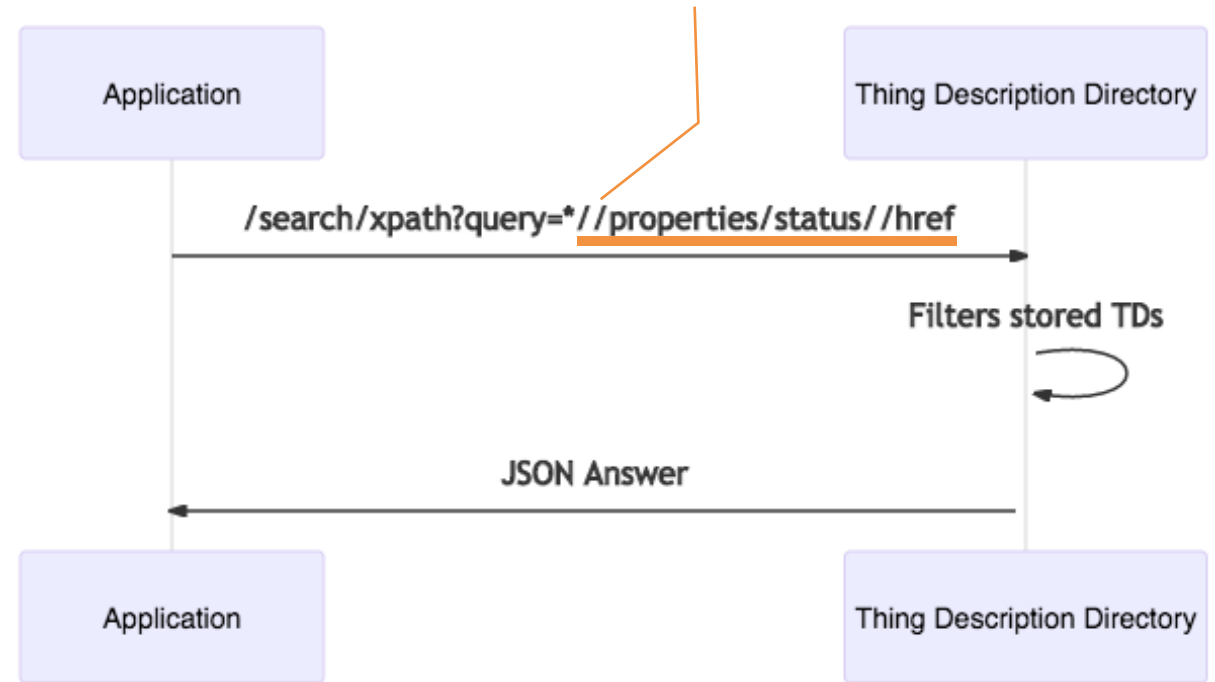 Application
Thing Description Directory
/search/xpath?query=*//properties/status//href
Filters stored TDs
JSON Answer
Application
Thing Description Directory